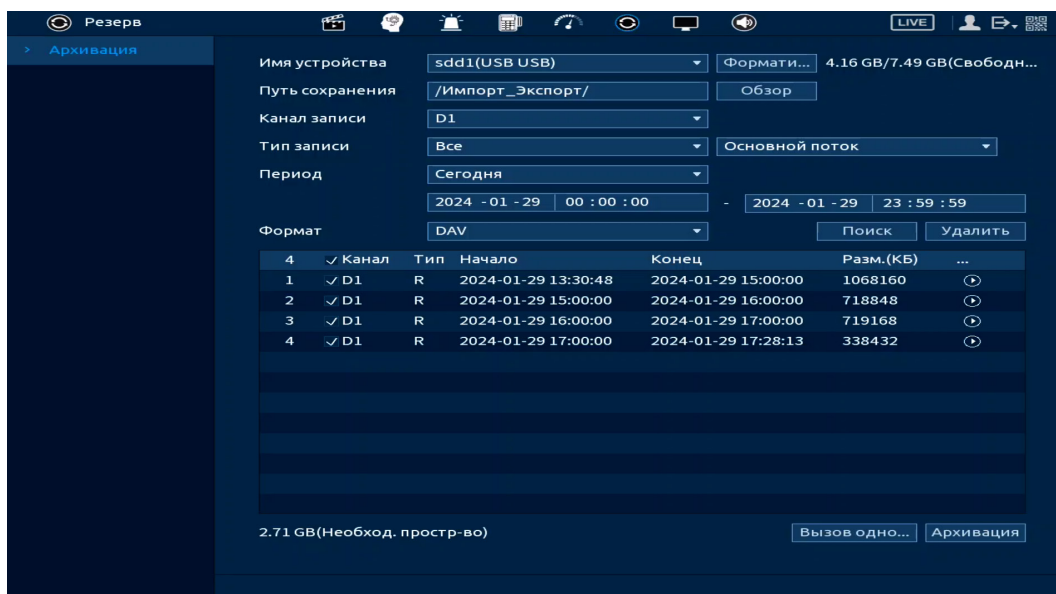 Резерв LIVE
> Архивация
Имя устройства sdd1(USB USB) Формати... 4.16 GB/7.49 GB(Свободн...
Путь сохранения /Импорт_Экспорт/ Обзор
Канал записи D1
Тип записи Все Основной поток
Период Сегодня
2024 - 01 - 29 00 : 00 : 00 - 2024 - 01 - 29 23 : 59 : 59
Формат DAV Поиск Удалить
4 Канал Тип Начало Конец Разм.(КБ) ...
1 D1 R 2024-01-29 13:30:48 2024-01-29 15:00:00 1068160
2 D1 R 2024-01-29 15:00:00 2024-01-29 16:00:00 718848
3 D1 R 2024-01-29 16:00:00 2024-01-29 17:00:00 719168
4 D1 R 2024-01-29 17:00:00 2024-01-29 17:28:13 338432
2.71 GB(Необход. простр-во) Вызов одно... Архивация